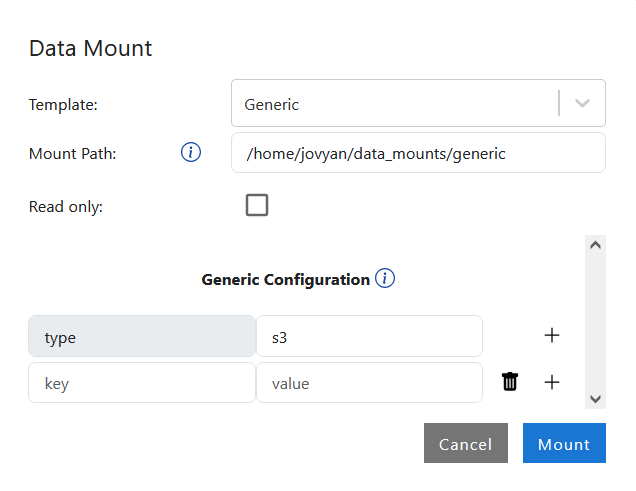 Data Mount
Template: Generic
Mount Path: /home/jovyan/data_mounts/generic
Read only:
Generic Configuration
type s3
key value
Cancel Mount